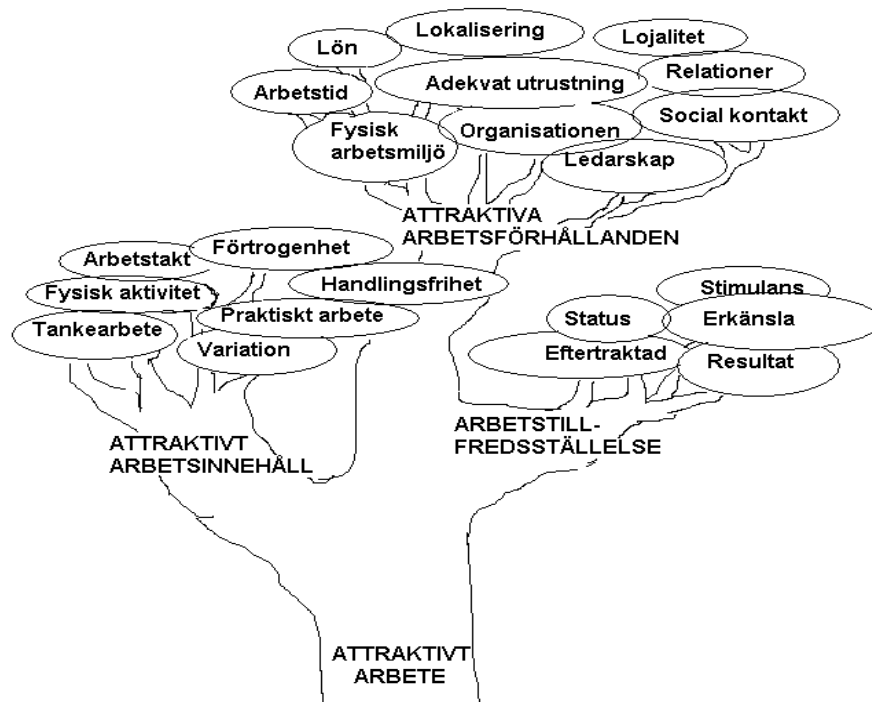 Lokalisering
Lön
Lojalitet
Relationer
Adekvat utrustning
Arbetstid
Social kontakt
Fysisk
arbetsmiljö
Organisationen
Ledarskap
ATTRAKTIVA
ARBETSFÖRHÅLLANDEN
Förtrogenhet
Arbetstakt
Handlingsfrihet
Fysisk aktivitet
Praktiskt arbete
Tankearbete
Variation
Stimulans
Status
Erkänsla
Eftertraktad
Resultat
ATTRAKTIVT
ARBETSINNEHÅLL
ARBETSTILL-
FREDSSTÄLLELSE
ATTRAKTIVT
ARBETE